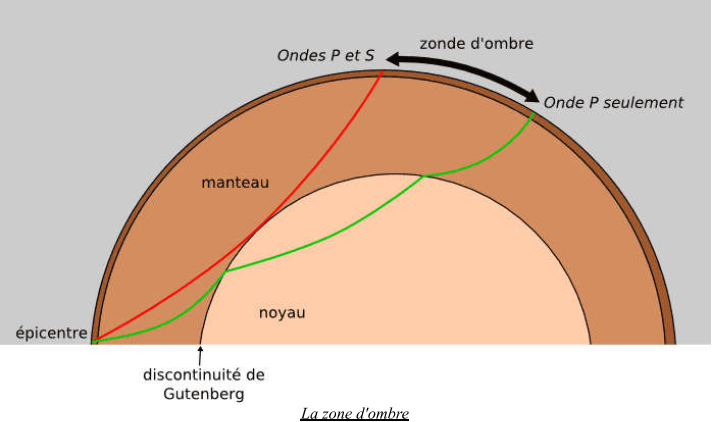 zonde d'ombre
Ondes P et S
Onde P seulement
manteau
noyau
épicentre
discontinuité de
Gutenberg
La zone d'ombre